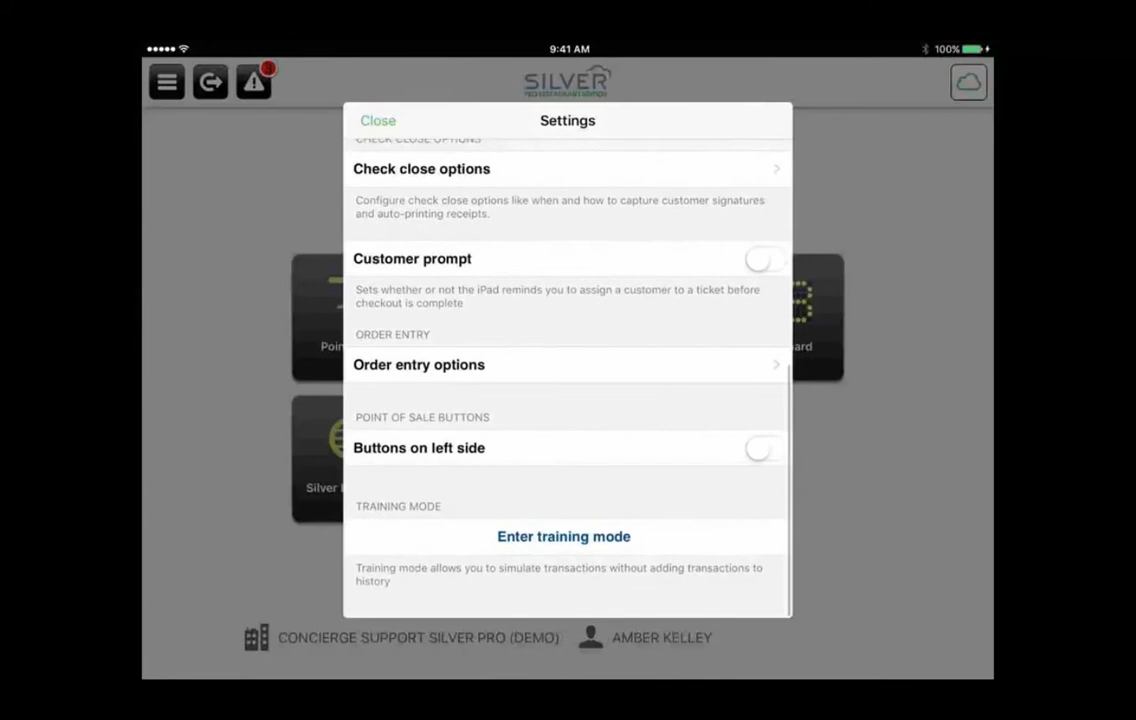 9:41 AM
100%
SILVER
Close
Settings
CHECK CLOSE OPTIONS
Check close options
Configure check close options like when and how to capture customer signatures
and auto-printing receipts.
Customer prompt
Sets whether or not the iPad reminds you to assign a customer to a ticket before
checkout is complete
ORDER ENTRY
Poin
ard
Order entry options
POINT OF SALE BUTTONS
Buttons on left side
Silver
TRAINING MODE
Enter training mode
Training mode allows you to simulate transactions without adding transactions to
history
CONCIERGE SUPPORT SILVER PRO (DEMO)
AMBER KELLEY